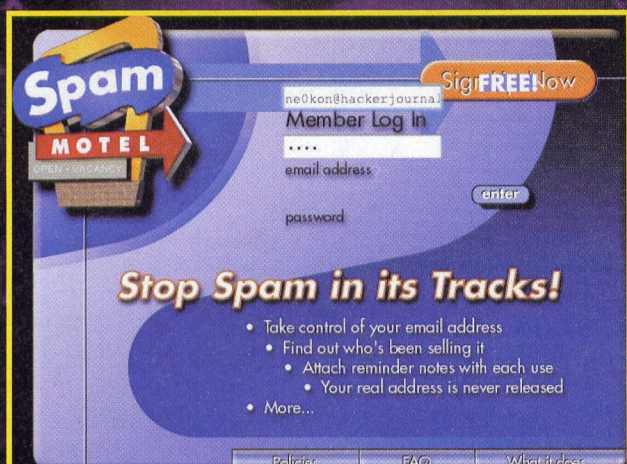 Spam
MOTEL
OPEN • VACANCY
Sign Up Now
FREE!
ne0kon@hackerjournal
Member Log In
••••
email address
enter
password
Stop Spam in its Tracks!
• Take control of your email address
• Find out who's been selling it
• Attach reminder notes with each use
• Your real address is never released
• More...
Policies
FAQ
What it does